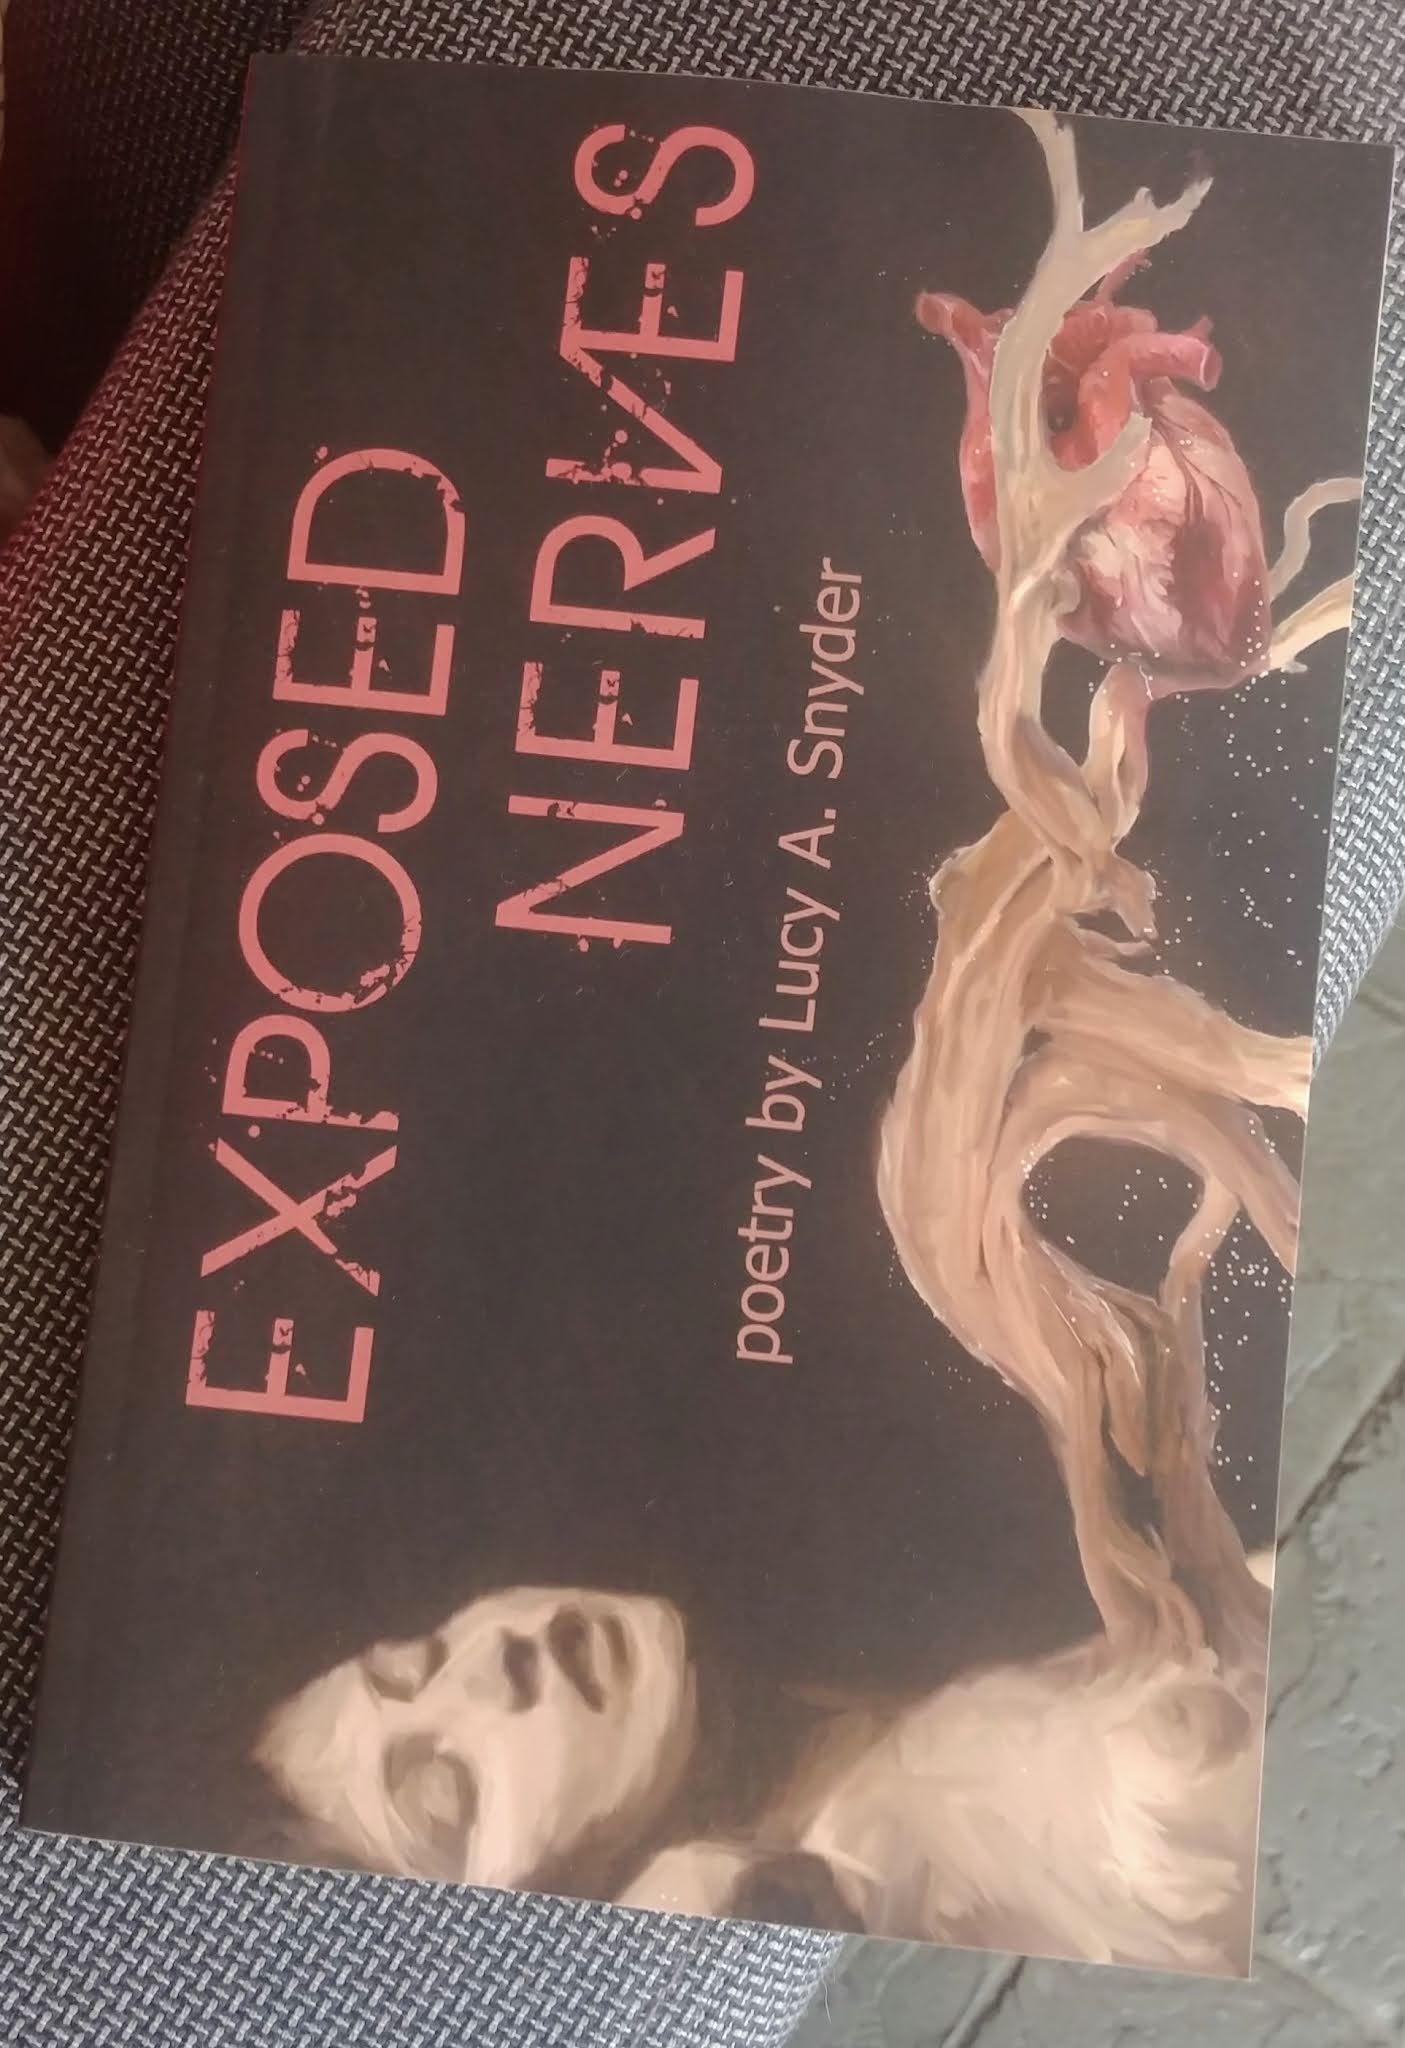 EXPOSED
NERVES
poetry by Lucy A. Snyder